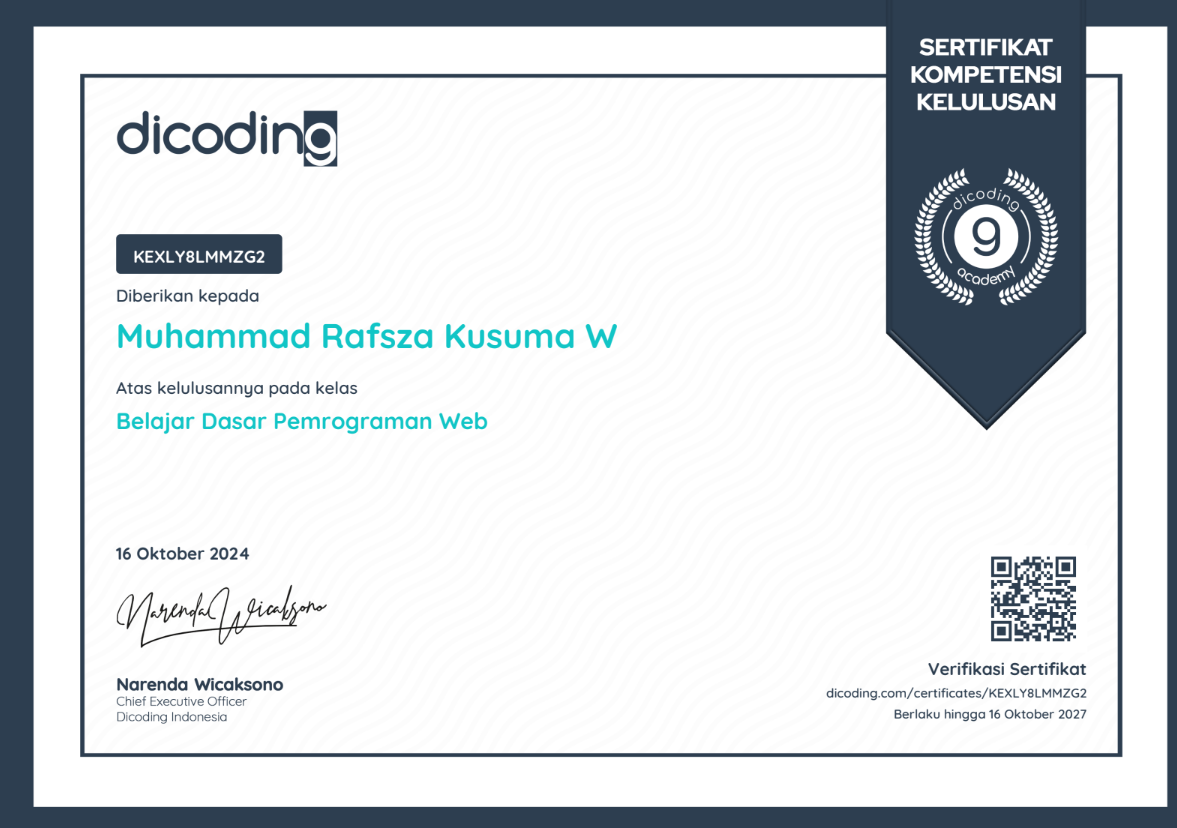 SERTIFIKAT
KOMPETENSI
KELULUSAN
dicoding
dicoding
9
academy
KEXLY8LMMZG2
Diberikan kepada
Muhammad Rafsza Kusuma W
Atas kelulusannya pada kelas
Belajar Dasar Pemrograman Web
16 Oktober 2024
Narenda Wicaksono
Narenda Wicaksono
Chief Executive Officer
Dicoding Indonesia
Verifikasi Sertifikat
dicoding.com/certificates/KEXLY8LMMZG2
Berlaku hingga 16 Oktober 2027